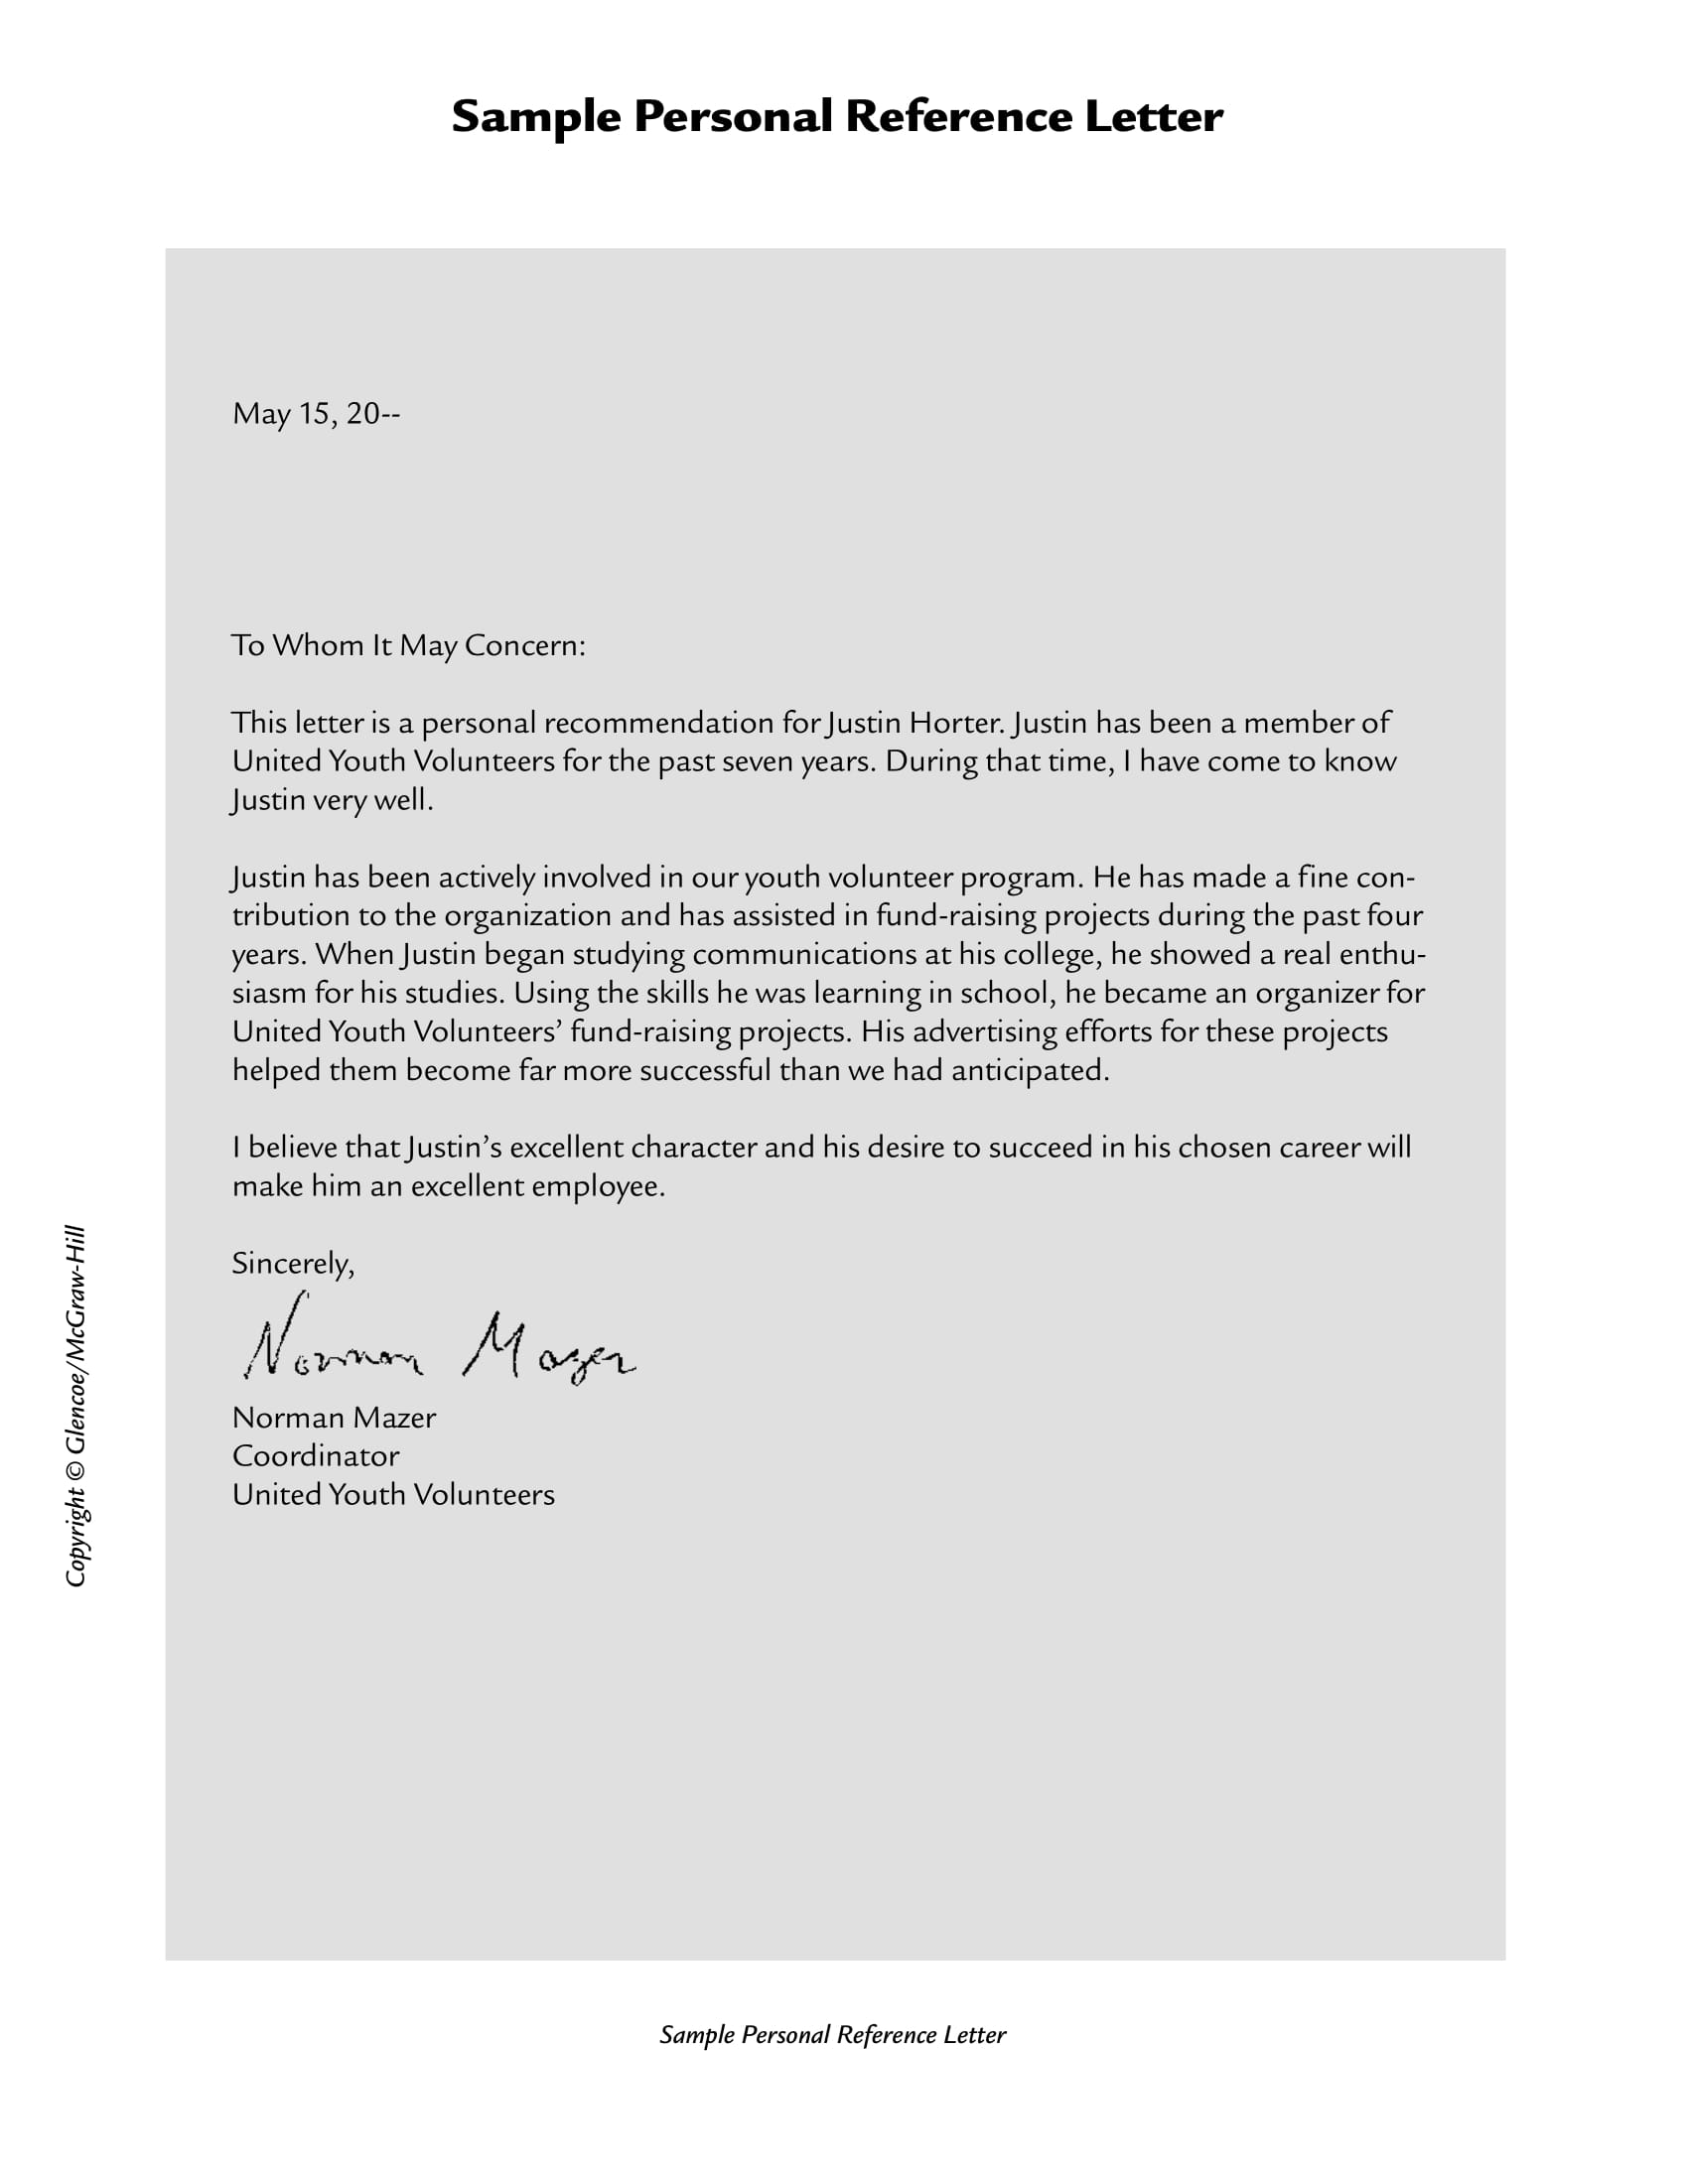 Sample Personal Reference Letter
May 15, 20--
To Whom It May Concern:
This letter is a personal recommendation for Justin Horter. Justin has been a member of
United Youth Volunteers for the past seven years. During that time, I have come to know
Justin very well.
Justin has been actively involved in our youth volunteer program. He has made a fine con-
tribution to the organization and has assisted in fund-raising projects during the past four
years. When Justin began studying communications at his college, he showed a real enthu-
siasm for his studies. Using the skills he was learning in school, he became an organizer for
United Youth Volunteers’ fund-raising projects. His advertising efforts for these projects
helped them become far more successful than we had anticipated.
I believe that Justin’s excellent character and his desire to succeed in his chosen career will
make him an excellent employee.
Sincerely,
Norman Mazer
Norman Mazer
Coordinator
United Youth Volunteers
Copyright © Glencoe/McGraw-Hill
Sample Personal Reference Letter